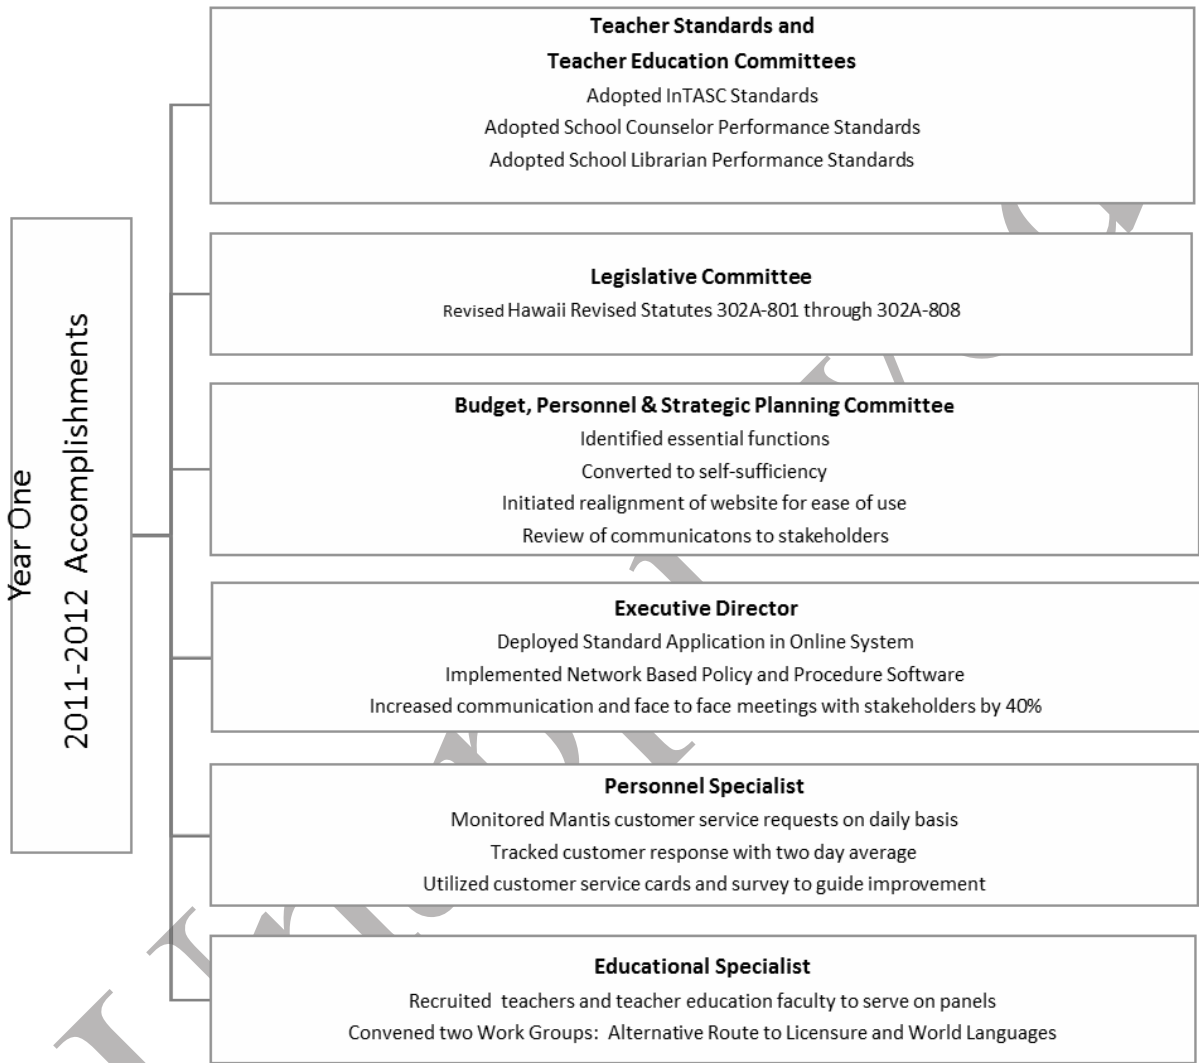 Year One
2011-2012 Accomplishments
Teacher Standards and
Teacher Education Committees
Adopted InTASC Standards
Adopted School Counselor Performance Standards
Adopted School Librarian Performance Standards
Legislative Committee
Revised Hawaii Revised Statutes 302A-801 through 302A-808
Budget, Personnel & Strategic Planning Committee
Identified essential functions
Converted to self-sufficiency
Initiated realignment of website for ease of use
Review of communicatons to stakeholders
Executive Director
Deployed Standard Application in Online System
Implemented Network Based Policy and Procedure Software
Increased communication and face to face meetings with stakeholders by 40%
Personnel Specialist
Monitored Mantis customer service requests on daily basis
Tracked customer response with two day average
Utilized customer service cards and survey to guide improvement
Educational Specialist
Recruited teachers and teacher education faculty to serve on panels
Convened two Work Groups: Alternative Route to Licensure and World Languages